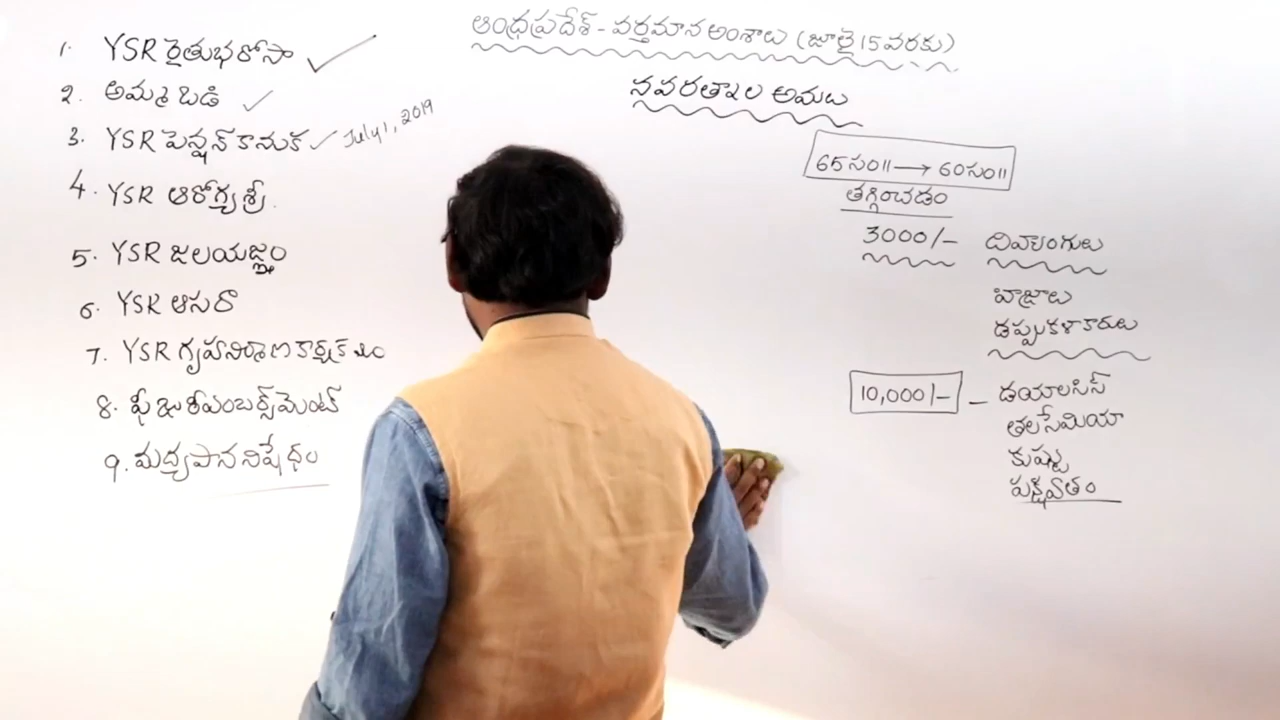 ఆంధ్రప్రదేశ్ - వర్తమాన అంశాలు (జూలై 15 వరకు)
నవరత్నాల అమలు
1. YSR రైతుభరోసా
2. అమ్మ ఒడి
3. YSR పెన్షన్ కానుక July 1, 2019
4. YSR ఆరోగ్యశ్రీ
5. YSR జలయజ్ఞం
6. YSR ఆసరా
7. YSR గృహనిర్మాణ కార్యక్రమం
8. ఫీజు రీఎంబర్స్‌మెంట్
9. మద్యపాన నిషేధం
65సం॥ → 60సం॥
తగ్గించడం
3000/- దివ్యాంగులు
హిజ్రాలు
డప్పుకళాకారులు
10,000/- - డయాలసిస్
తలసేమియా
కుష్టు
పక్షవాతం